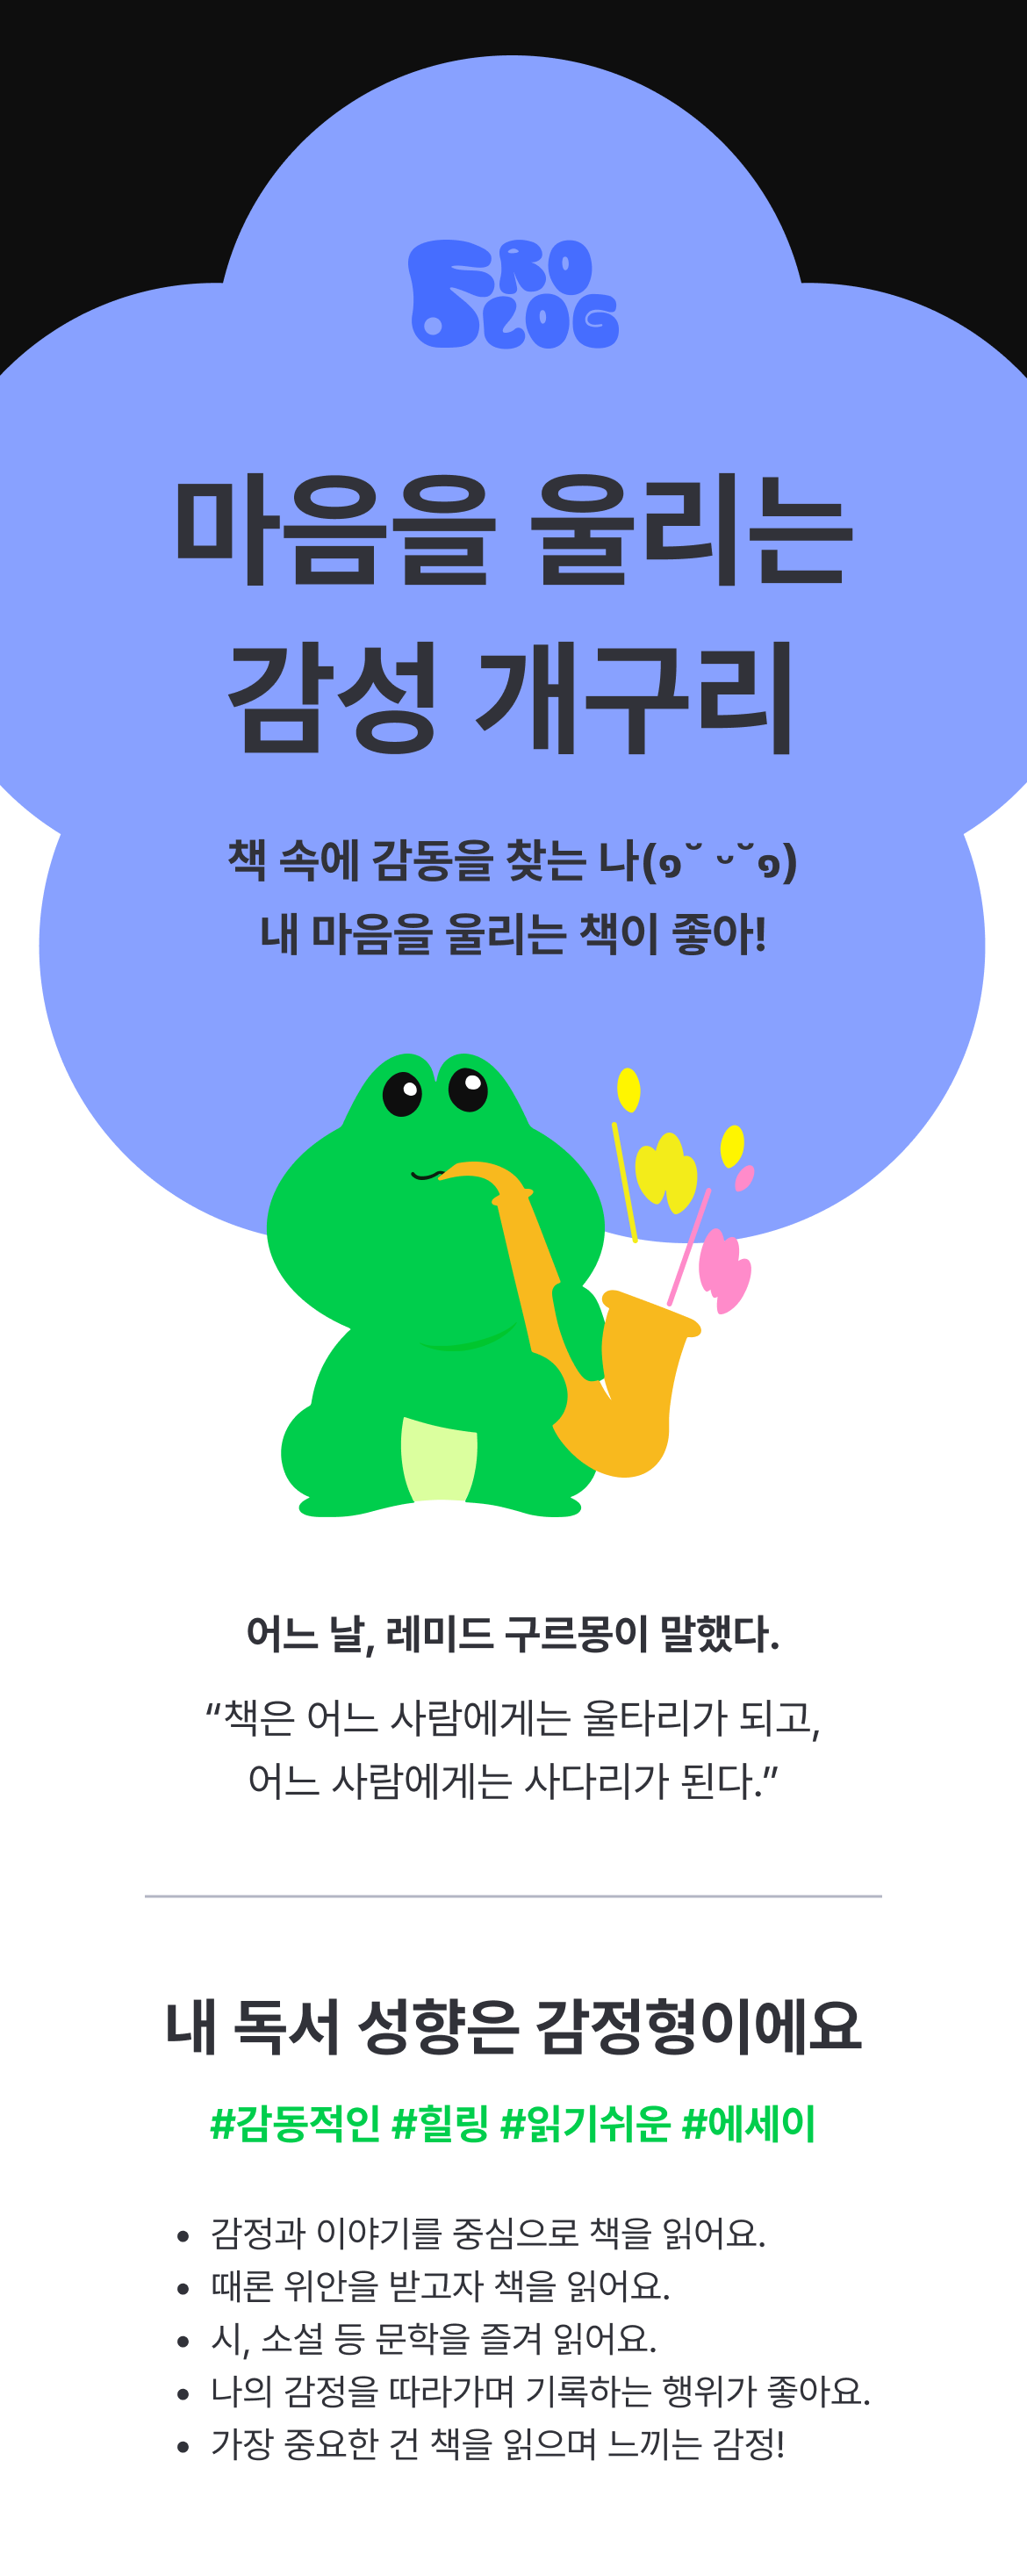 FRO
LOG
마음을 울리는
감성 개구리
책 속에 감동을 찾는 나(๑˘ ᵕ˘๑)
내 마음을 울리는 책이 좋아!
어느 날, 레미드 구르몽이 말했다.
“책은 어느 사람에게는 울타리가 되고,
어느 사람에게는 사다리가 된다.”
내 독서 성향은 감정형이에요
#감동적인 #힐링 #읽기쉬운 #에세이
• 감정과 이야기를 중심으로 책을 읽어요.
• 때론 위안을 받고자 책을 읽어요.
• 시, 소설 등 문학을 즐겨 읽어요.
• 나의 감정을 따라가며 기록하는 행위가 좋아요.
• 가장 중요한 건 책을 읽으며 느끼는 감정!